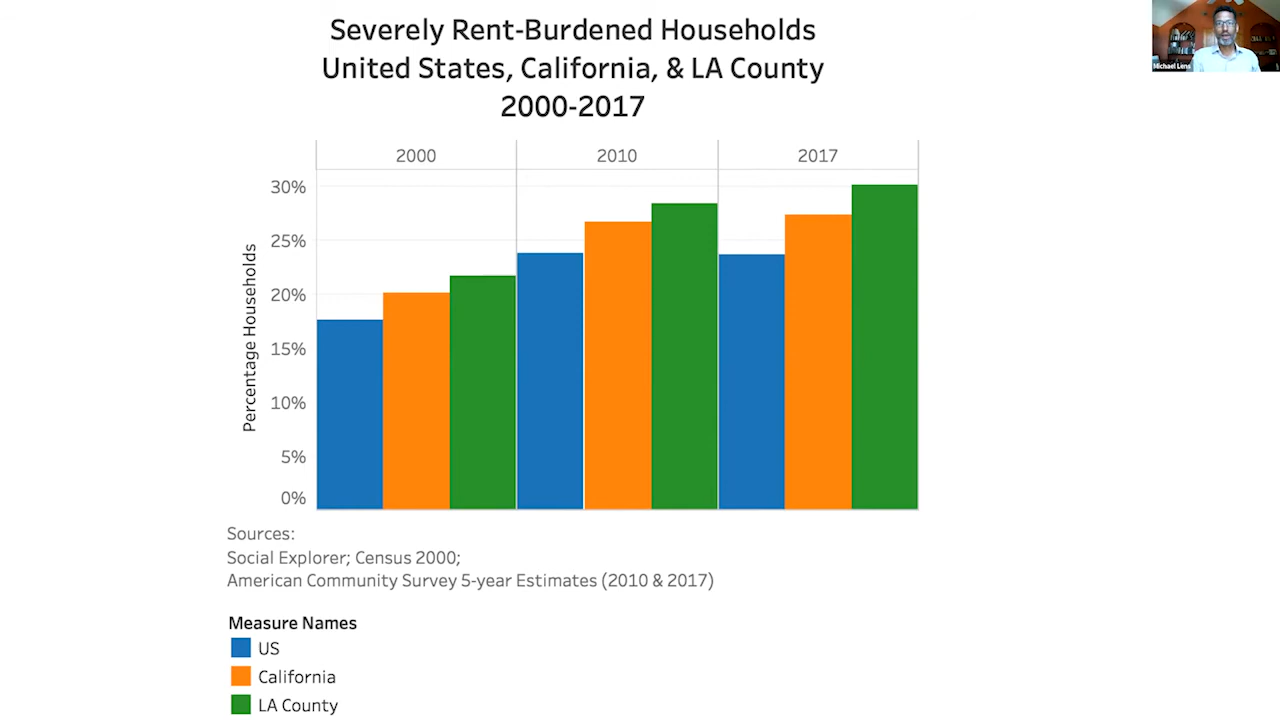 Severely Rent-Burdened Households
United States, California, & LA County
2000-2017
Michael Lens
2000 2010 2017
30%
25%
20%
15%
10%
5%
0%
Percentage Households
Sources:
Social Explorer; Census 2000;
American Community Survey 5-year Estimates (2010 & 2017)
Measure Names
US
California
LA County